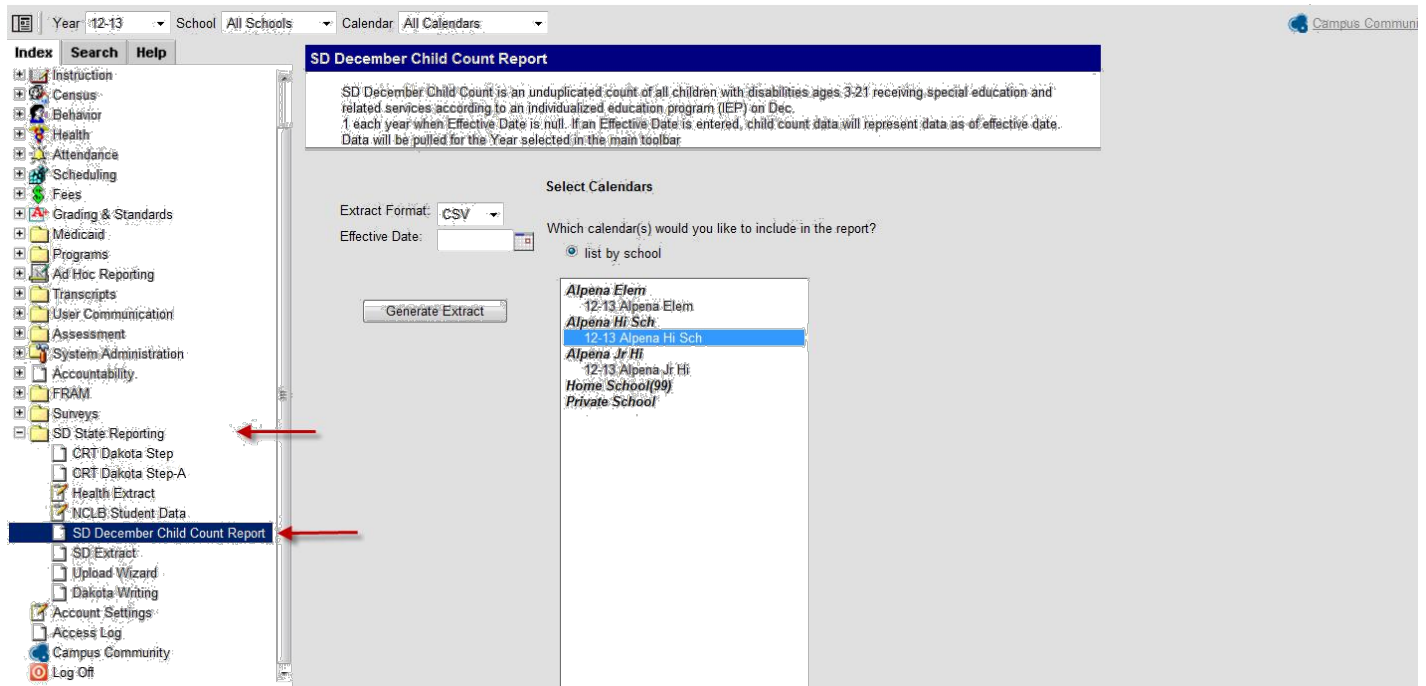 Year 12-13 School All Schools Calendar All Calendars
Campus Communi
Index Search Help
Instruction
Census
Behavior
Health
Attendance
Scheduling
Fees
Grading & Standards
Medicaid
Programs
Ad Hoc Reporting
Transcripts
User Communication
Assessment
System Administration
Accountability.
FRAM
Surveys
SD State Reporting
CRT Dakota Step
CRT Dakota Step-A
Health Extract
NCLB Student Data
SD December Child Count Report
SD Extract
Upload Wizard
Dakota Writing
Account Settings
Access Log
Campus Community
Log Off
SD December Child Count Report
SD December Child Count is an unduplicated count of all children with disabilities ages 3-21 receiving special education and
related services according to an individualized education program (IEP) on Dec.
1 each year when Effective Date is null. If an Effective Date is entered, child count data will represent data as of effective date.
Data will be pulled for the Year selected in the main toolbar
Extract Format: CSV
Effective Date:
Generate Extract
Select Calendars
Which calendar(s) would you like to include in the report?
list by school
Alpena Elem
12-13 Alpena Elem
Alpena Hi Sch
12-13 Alpena Hi Sch
Alpena Jr Hi
12-13 Alpena Jr Hi
Home School(99)
Private School